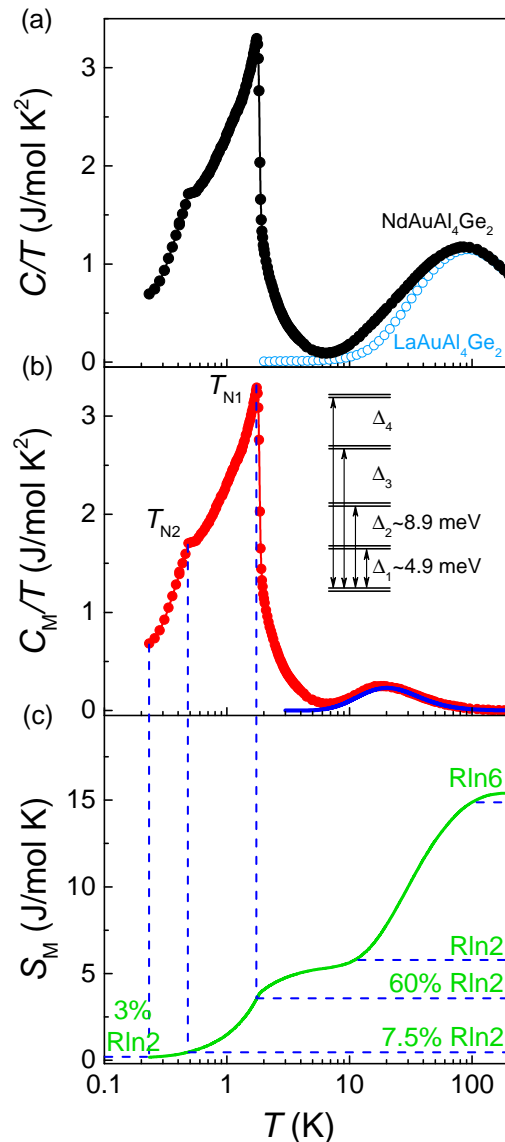 (a)
3
2
1
0
C/T (J/mol K²)
NdAuAl₄Ge₂
LaAuAl₄Ge₂
(b)
3
2
1
0
C_M/T (J/mol K²)
T_N1
T_N2
Δ₄
Δ₃
Δ₂~8.9 meV
Δ₁~4.9 meV
(c)
15
10
5
0
S_M (J/mol K)
Rln6
Rln2
60% Rln2
7.5% Rln2
3%
Rln2
0.1 1 10 100
T (K)